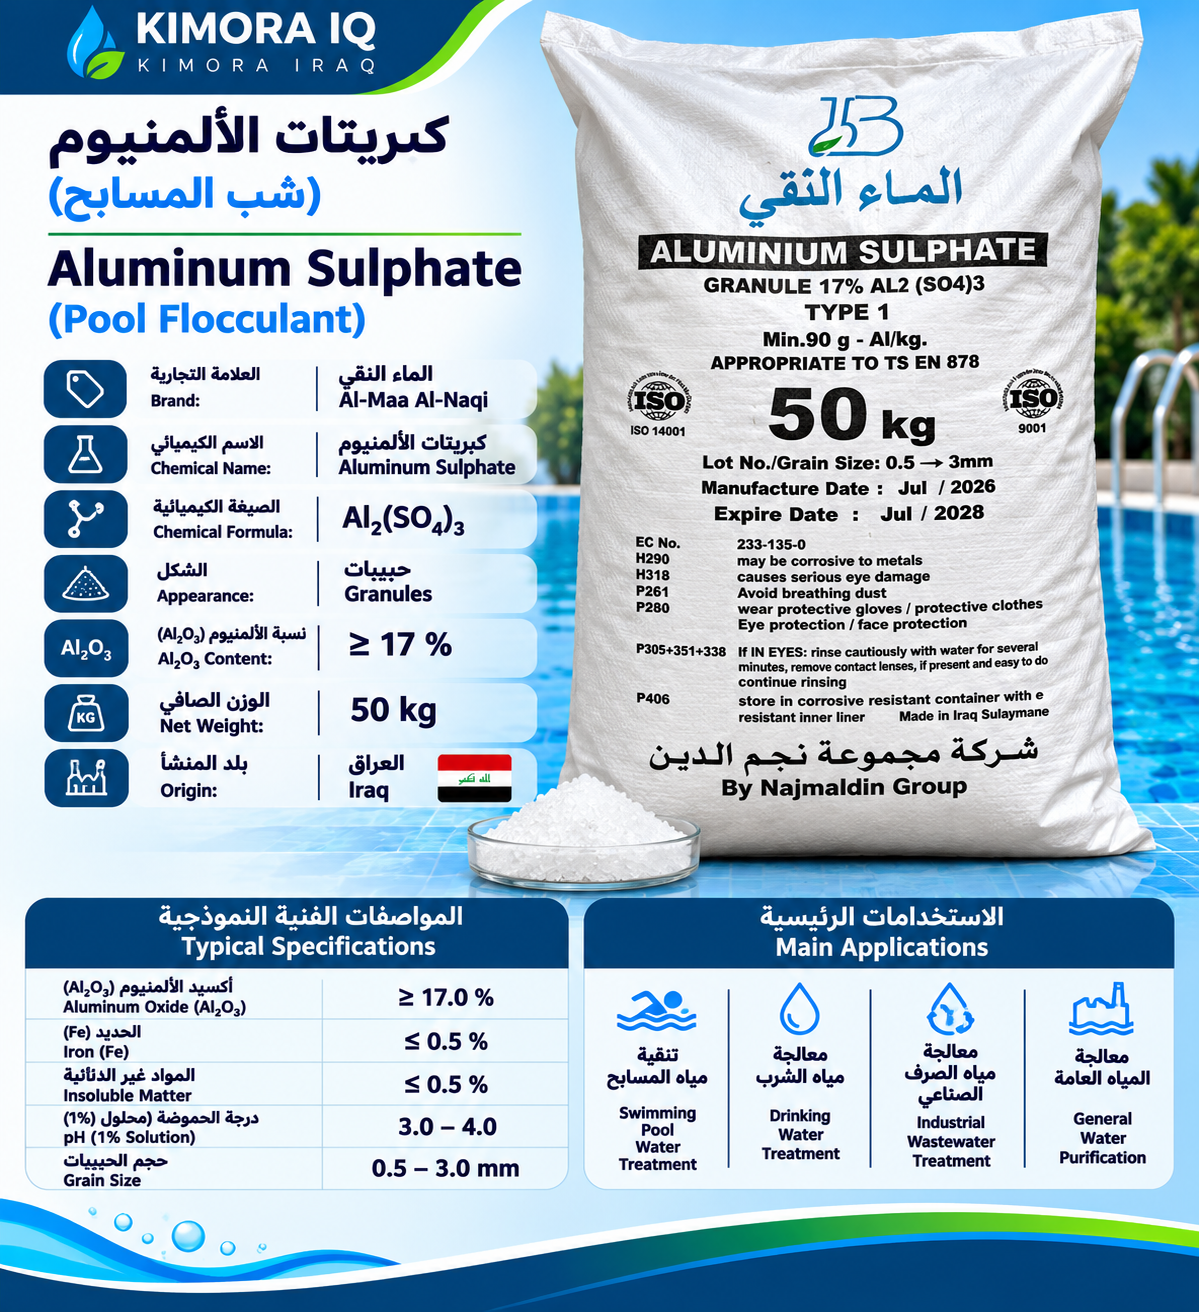 KIMORA IQ
KIMORA IRAQ
كبريتات الألمنيوم
(شب المسابح)
Aluminum Sulphate
(Pool Flocculant)
العلامة التجارية
Brand:
الماء النقي
Al-Maa Al-Naqi
الاسم الكيميائي
Chemical Name:
كبريتات الألمنيوم
Aluminum Sulphate
الصيغة الكيميائية
Chemical Formula:
Al₂(SO₄)₃
الشكل
Appearance:
حبيبات
Granules
Al₂O₃
نسبة الألمنيوم (Al₂O₃)
Al₂O₃ Content:
≥ 17 %
KG
الوزن الصافي
Net Weight:
50 kg
بلد المنشأ
Origin:
العراق
Iraq
الماء النقي
ALUMINIUM SULPHATE
GRANULE 17% AL2 (SO4)3
TYPE 1
Min.90 g - Al/kg.
APPROPRIATE TO TS EN 878
ISO
ISO 14001
50 kg
ISO
9001
Lot No./Grain Size: 0.5 → 3mm
Manufacture Date : Jul / 2026
Expire Date : Jul / 2028
EC No. 233-135-0
H290 may be corrosive to metals
H318 causes serious eye damage
P261 Avoid breathing dust
P280 wear protective gloves / protective clothes
Eye protection / face protection
P305+351+338 If IN EYES: rinse cautiously with water for several
minutes, remove contact lenses, if present and easy to do
continue rinsing
P406 store in corrosive resistant container with e
resistant inner liner Made in Iraq Sulaymane
شركة مجموعة نجم الدين
By Najmaldin Group
المواصفات الفنية النموذجية
Typical Specifications
أكسيد الألمنيوم (Al₂O₃)
Aluminum Oxide (Al₂O₃)
≥ 17.0 %
الحديد (Fe)
Iron (Fe)
≤ 0.5 %
المواد غير الذئائية
Insoluble Matter
≤ 0.5 %
درجة الحموضة (محلول 1%)
pH (1% Solution)
3.0 – 4.0
حجم الحبيبات
Grain Size
0.5 – 3.0 mm
الاستخدامات الرئيسية
Main Applications
تنقية
مياه المسابح
Swimming
Pool
Water
Treatment
معالجة
مياه الشرب
Drinking
Water
Treatment
معالجة
مياه الصرف
الصناعي
Industrial
Wastewater
Treatment
معالجة
المياه العامة
General
Water
Purification